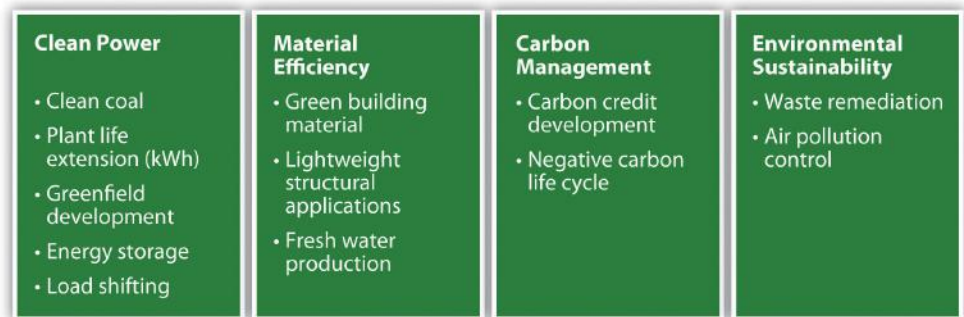 Clean Power
• Clean coal
• Plant life
extension (kWh)
• Greenfield
development
• Energy storage
• Load shifting
Material
Efficiency
• Green building
material
• Lightweight
structural
applications
• Fresh water
production
Carbon
Management
• Carbon credit
development
• Negative carbon
life cycle
Environmental
Sustainability
• Waste remediation
• Air pollution
control